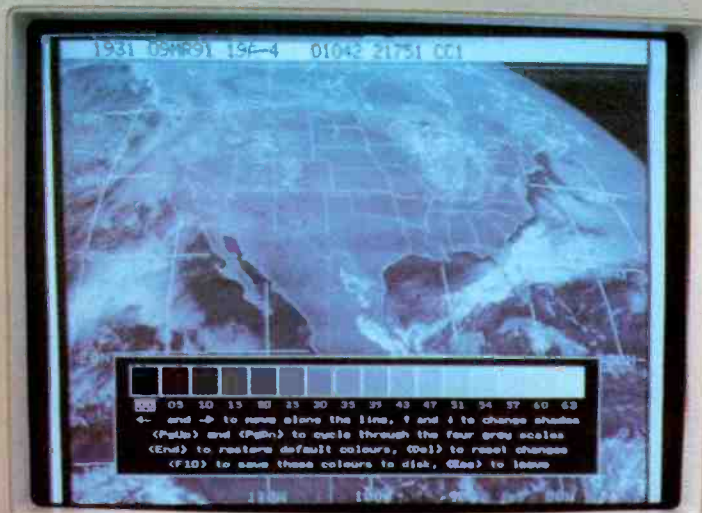 1931 09MR91 19A-4 01042 21751 CC1
00 05 10 15 20 25 30 35 39 43 47 51 54 57 60 63
← and → to move along the line, ↑ and ↓ to change shades
<PgUp> and <PgDn> to cycle through the four grey scales
<End> to restore default colours, <Del> to reset changes
<F10> to save these colours to disk, <Esc> to leave